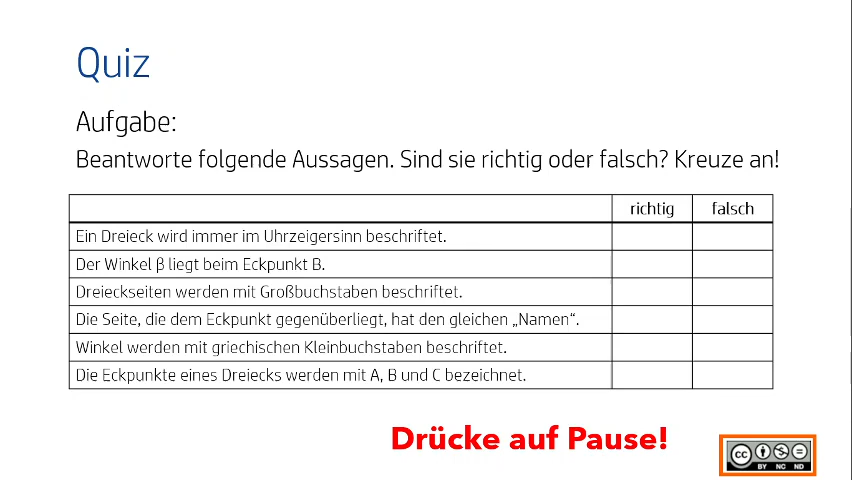 Quiz
Aufgabe:
Beantworte folgende Aussagen. Sind sie richtig oder falsch? Kreuze an!
richtig falsch
Ein Dreieck wird immer im Uhrzeigersinn beschriftet.
Der Winkel β liegt beim Eckpunkt B.
Dreieckseiten werden mit Großbuchstaben beschriftet.
Die Seite, die dem Eckpunkt gegenüberliegt, hat den gleichen „Namen“.
Winkel werden mit griechischen Kleinbuchstaben beschriftet.
Die Eckpunkte eines Dreiecks werden mit A, B und C bezeichnet.
Drücke auf Pause!
cc
BY NC ND